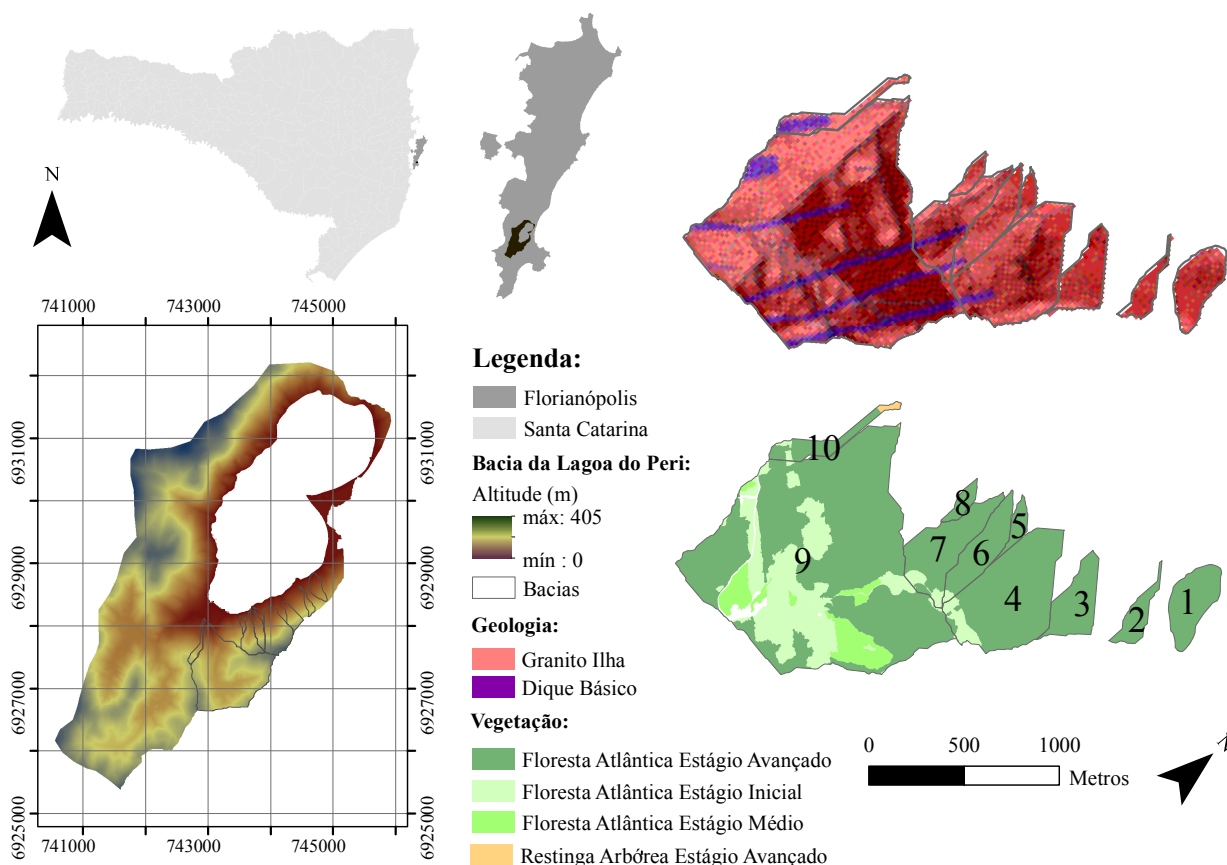 N
741000 743000 745000
6931000
6929000
6927000
6925000
6931000
6929000
6927000
6925000
741000 743000 745000
Legenda:
Florianópolis
Santa Catarina
Bacia da Lagoa do Peri:
Altitude (m)
máx: 405
mín : 0
Bacias
Geologia:
Granito Ilha
Dique Básico
Vegetação:
Floresta Atlântica Estágio Avançado
Floresta Atlântica Estágio Inicial
Floresta Atlântica Estágio Médio
Restinga Arbórea Estágio Avançado
10
9
8
7
6
5
4
3
2
1
0 500 1000
Metros
N